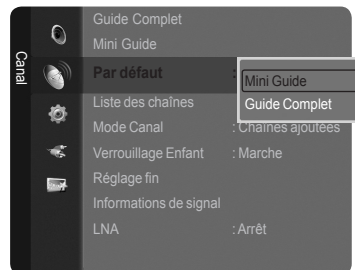 Canal
Guide Complet
Mini Guide
Par défaut :
Mini Guide
Guide Complet
Liste des chaînes
Mode Canal : Chaînes ajoutées
Verrouillage Enfant : Marche
Réglage fin
Informations de signal
LNA : Arrêt